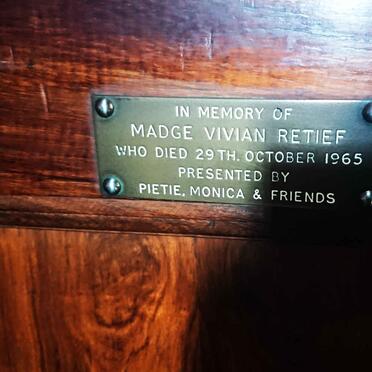 IN MEMORY OF
MADGE VIVIAN RETIEF
WHO DIED 29TH. OCTOBER 1965
PRESENTED BY
PIETIE, MONICA & FRIENDS